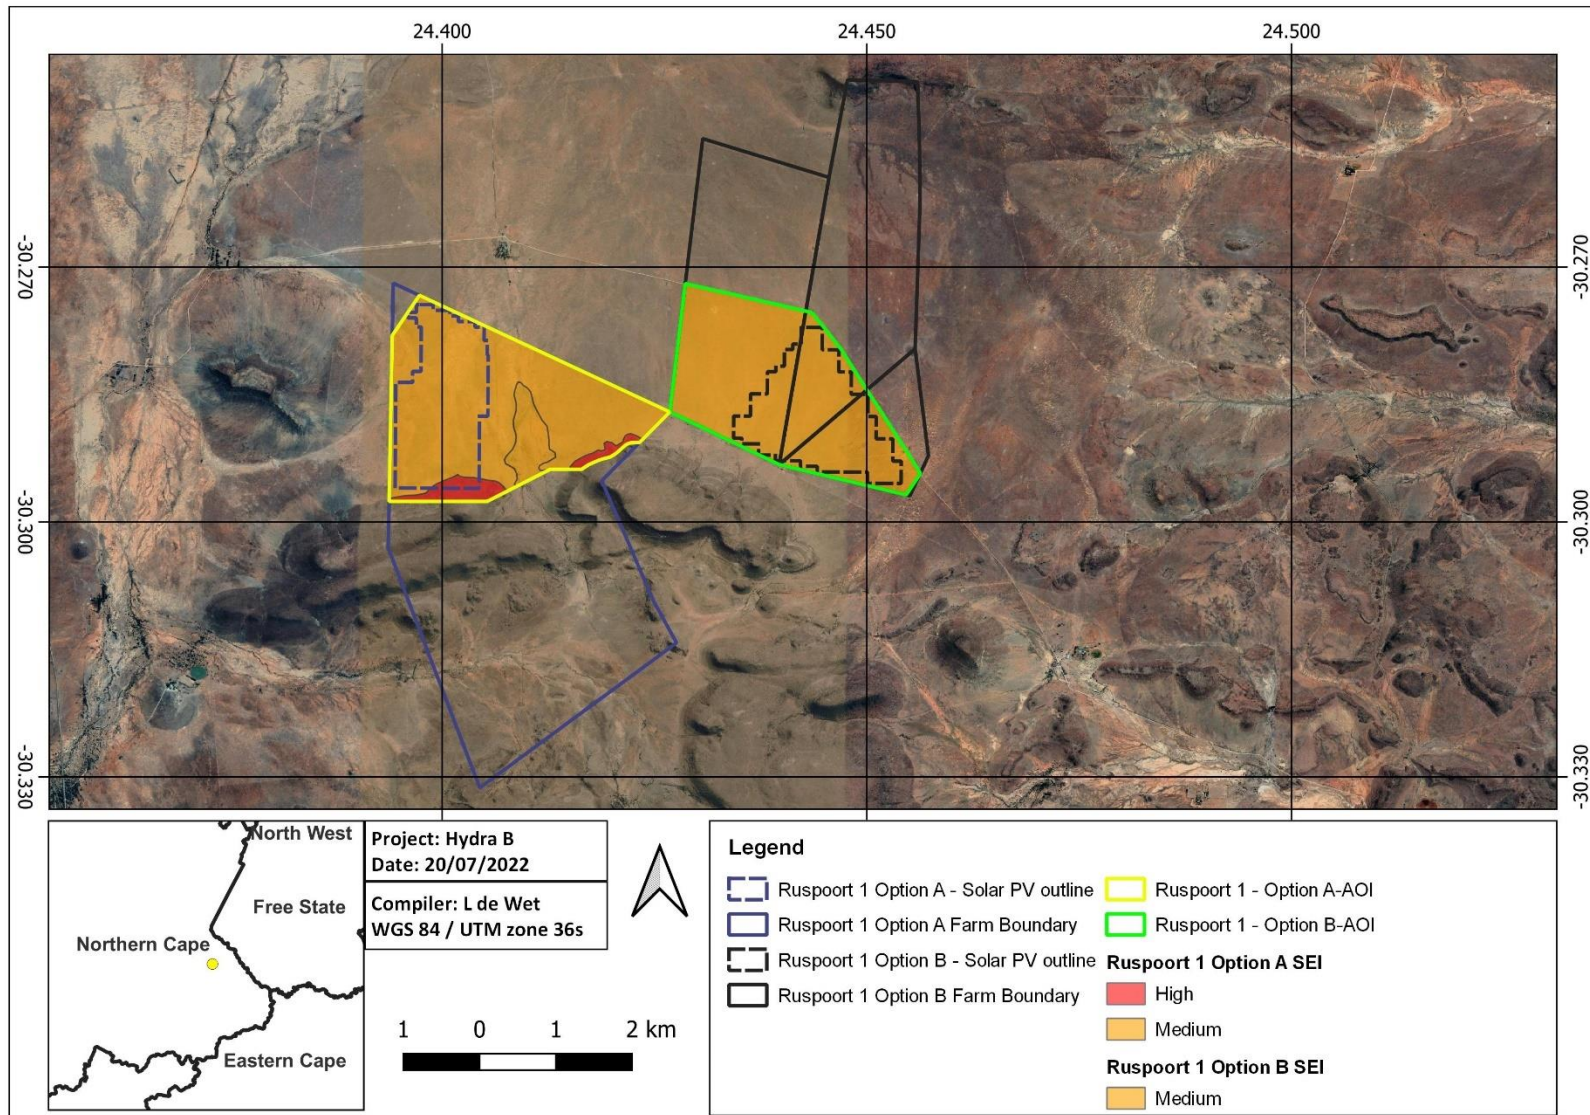 24.400
24.450
24.500
-30.270
-30.270
-30.300
-30.300
-30.330
-30.330
North West
Free State
Northern Cape
Eastern Cape
Project: Hydra B
Date: 20/07/2022
Compiler: L de Wet
WGS 84 / UTM zone 36s
1 0 1 2 km
Legend
Ruspoort 1 Option A - Solar PV outline
Ruspoort 1 Option A Farm Boundary
Ruspoort 1 Option B - Solar PV outline
Ruspoort 1 Option B Farm Boundary
Ruspoort 1 - Option A-AOI
Ruspoort 1 - Option B-AOI
Ruspoort 1 Option A SEI
High
Medium
Ruspoort 1 Option B SEI
Medium